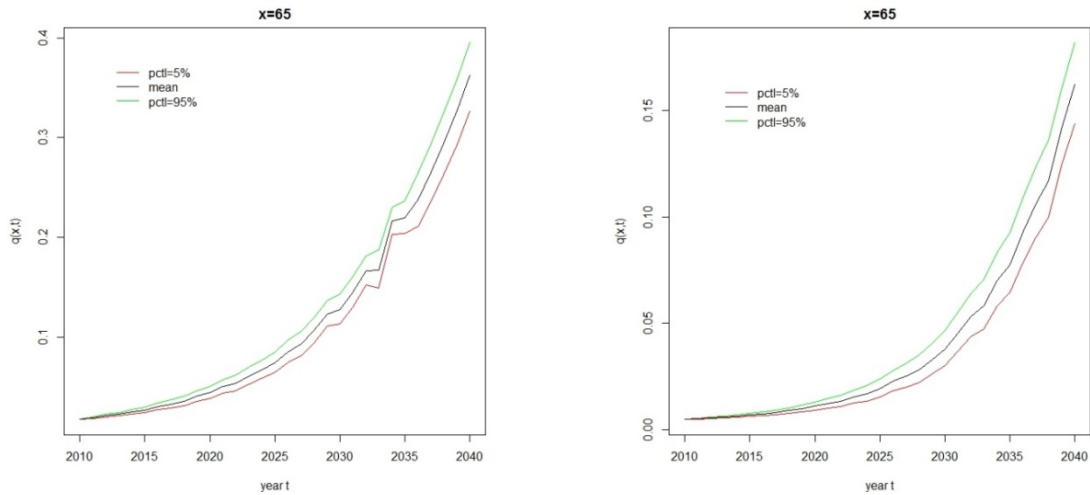 x=65
0.4
0.3
0.2
0.1
q(x,t)
pctl=5%
mean
pctl=95%
2010 2015 2020 2025 2030 2035 2040
year t
x=65
0.15
0.10
0.05
0.00
q(x,t)
pctl=5%
mean
pctl=95%
2010 2015 2020 2025 2030 2035 2040
year t